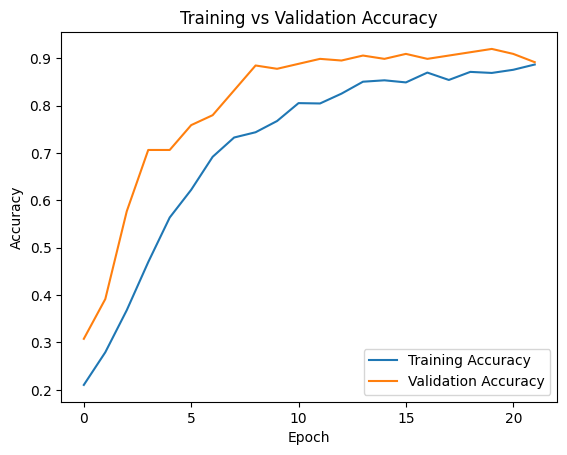 Training vs Validation Accuracy
Accuracy
0.9
0.8
0.7
0.6
0.5
0.4
0.3
0.2
0 5 10 15 20
Epoch
Training Accuracy
Validation Accuracy